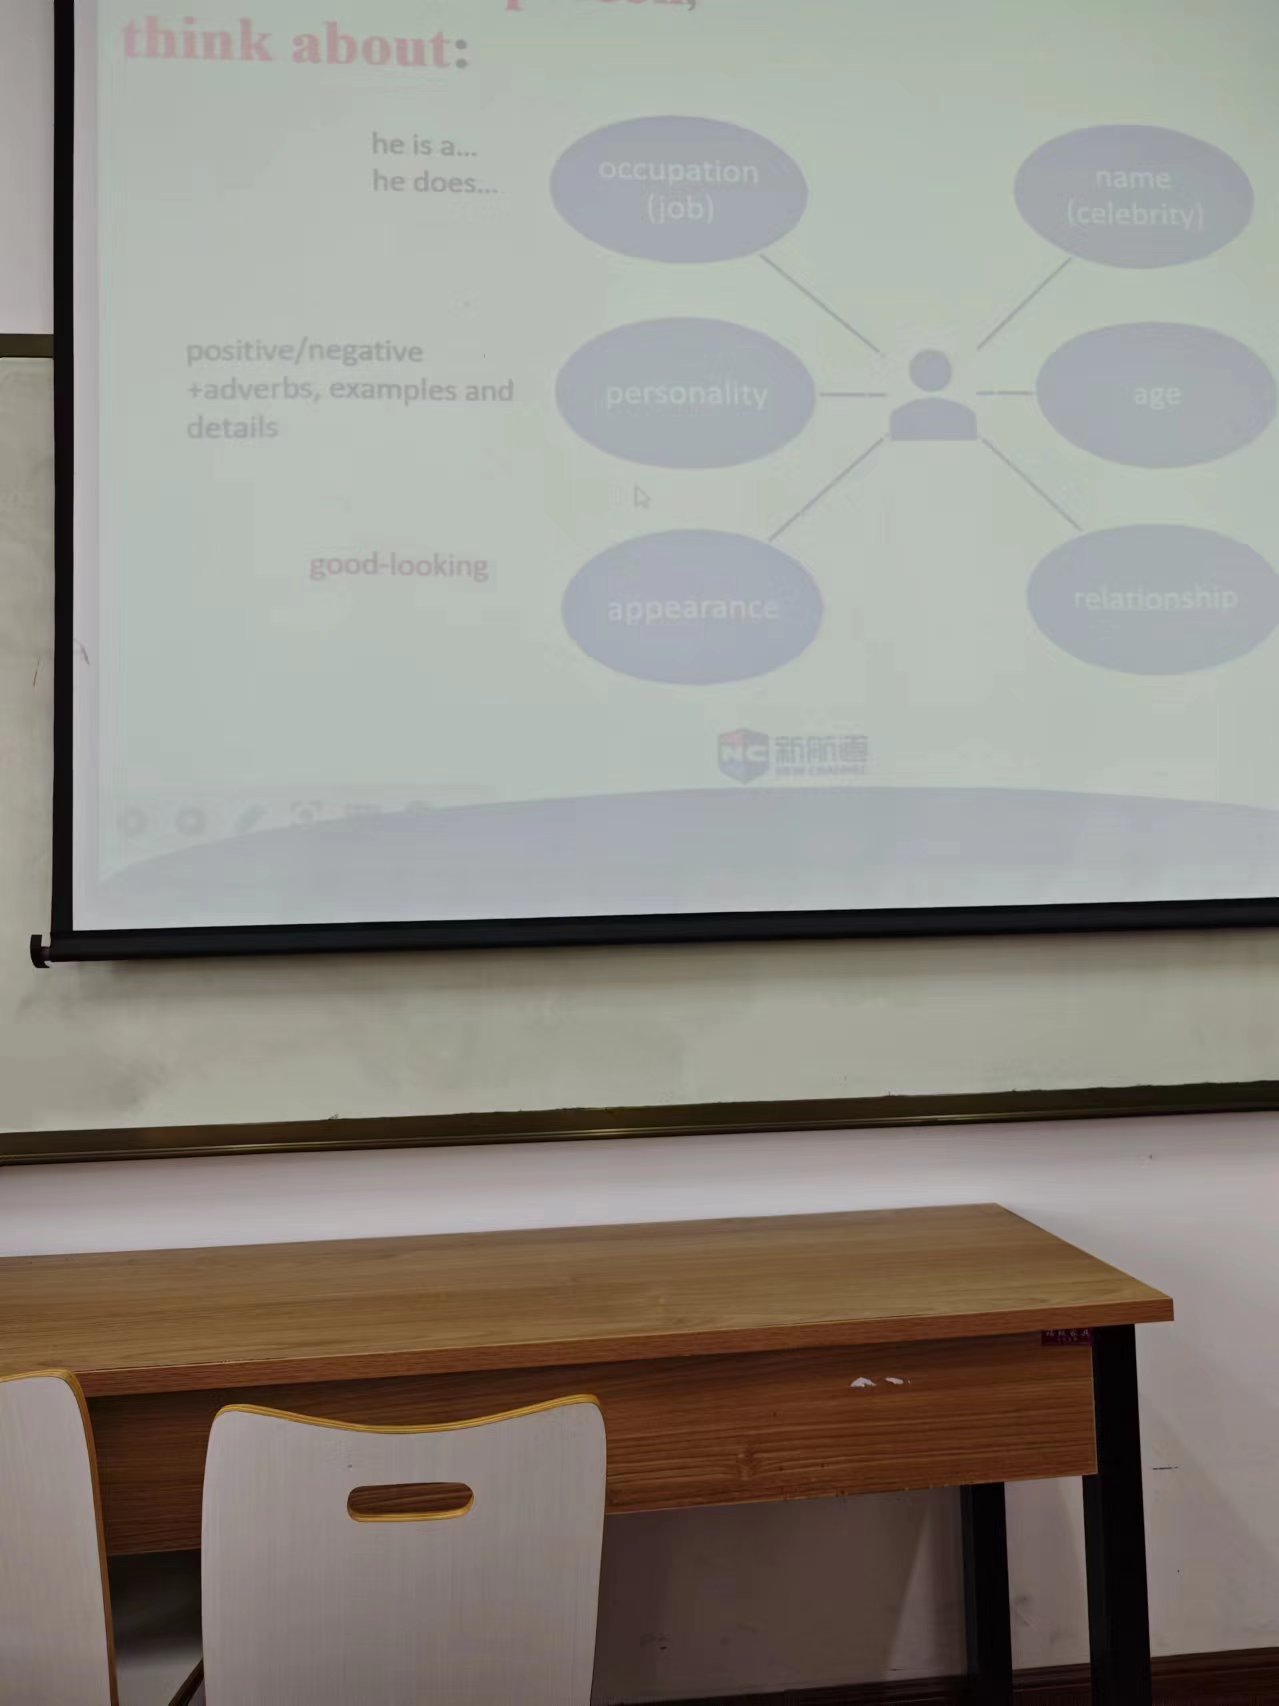 think about:
he is a...
he does...
occupation
(job)
name
(celebrity)
positive/negative
+adverbs, examples and
details
personality
age
good-looking
appearance
relationship
NC 新航道
NEW CHANNEL